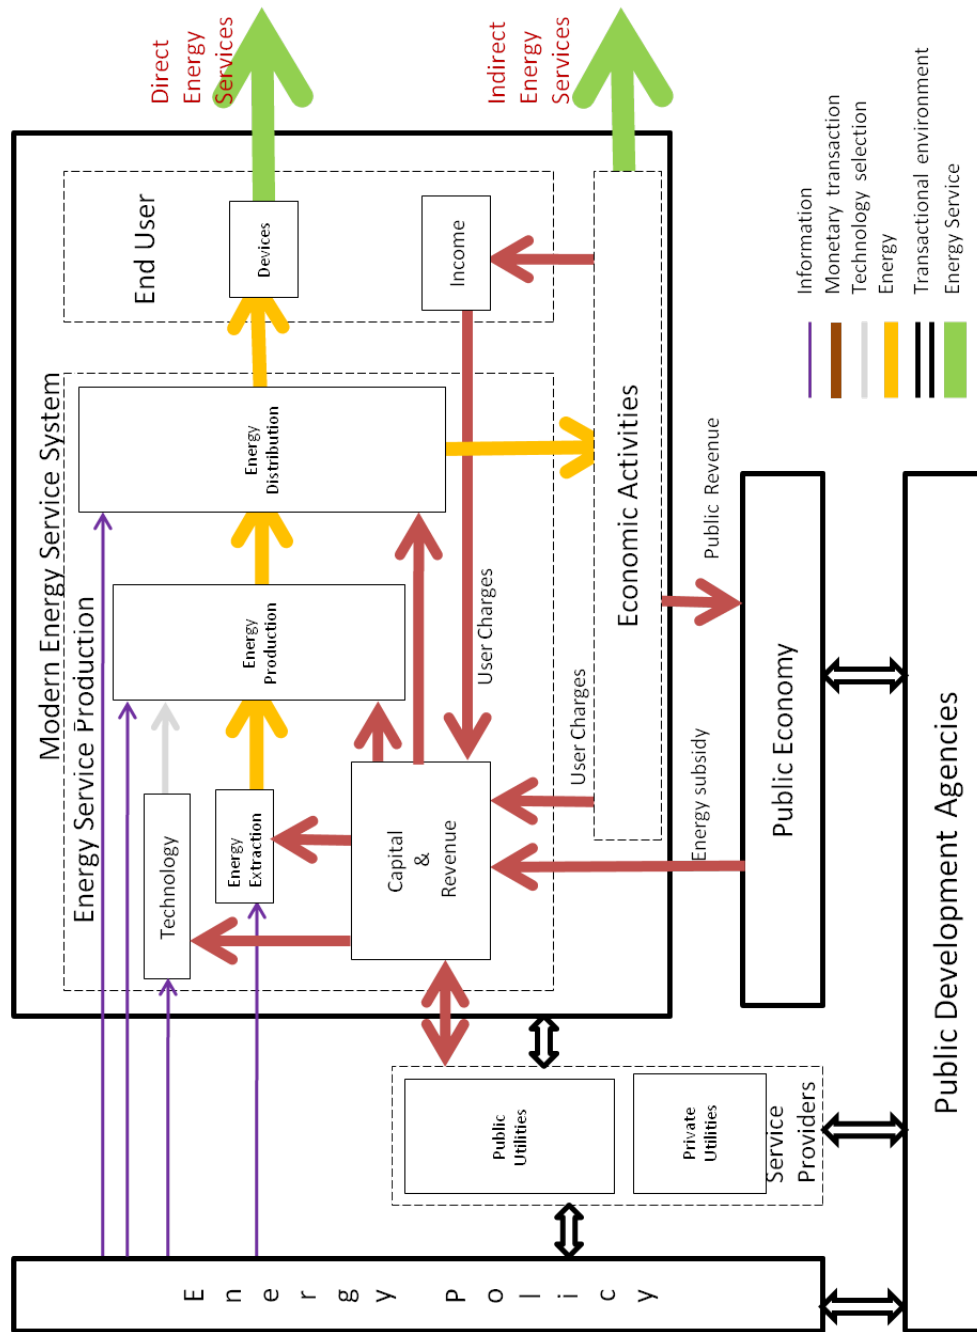 Energy Policy
Modern Energy Service System
Energy Service Production
End User
Direct
Energy
Services
Indirect
Energy
Services
Technology
Energy
Extraction
Energy
Production
Energy
Distribution
Devices
Income
Capital
&
Revenue
User Charges
User Charges
Economic Activities
Public
Utilities
Private
Utilities
Service
Providers
Energy subsidy
Public Revenue
Public Economy
Public Development Agencies
Information
Monetary transaction
Technology selection
Energy
Transactional environment
Energy Service